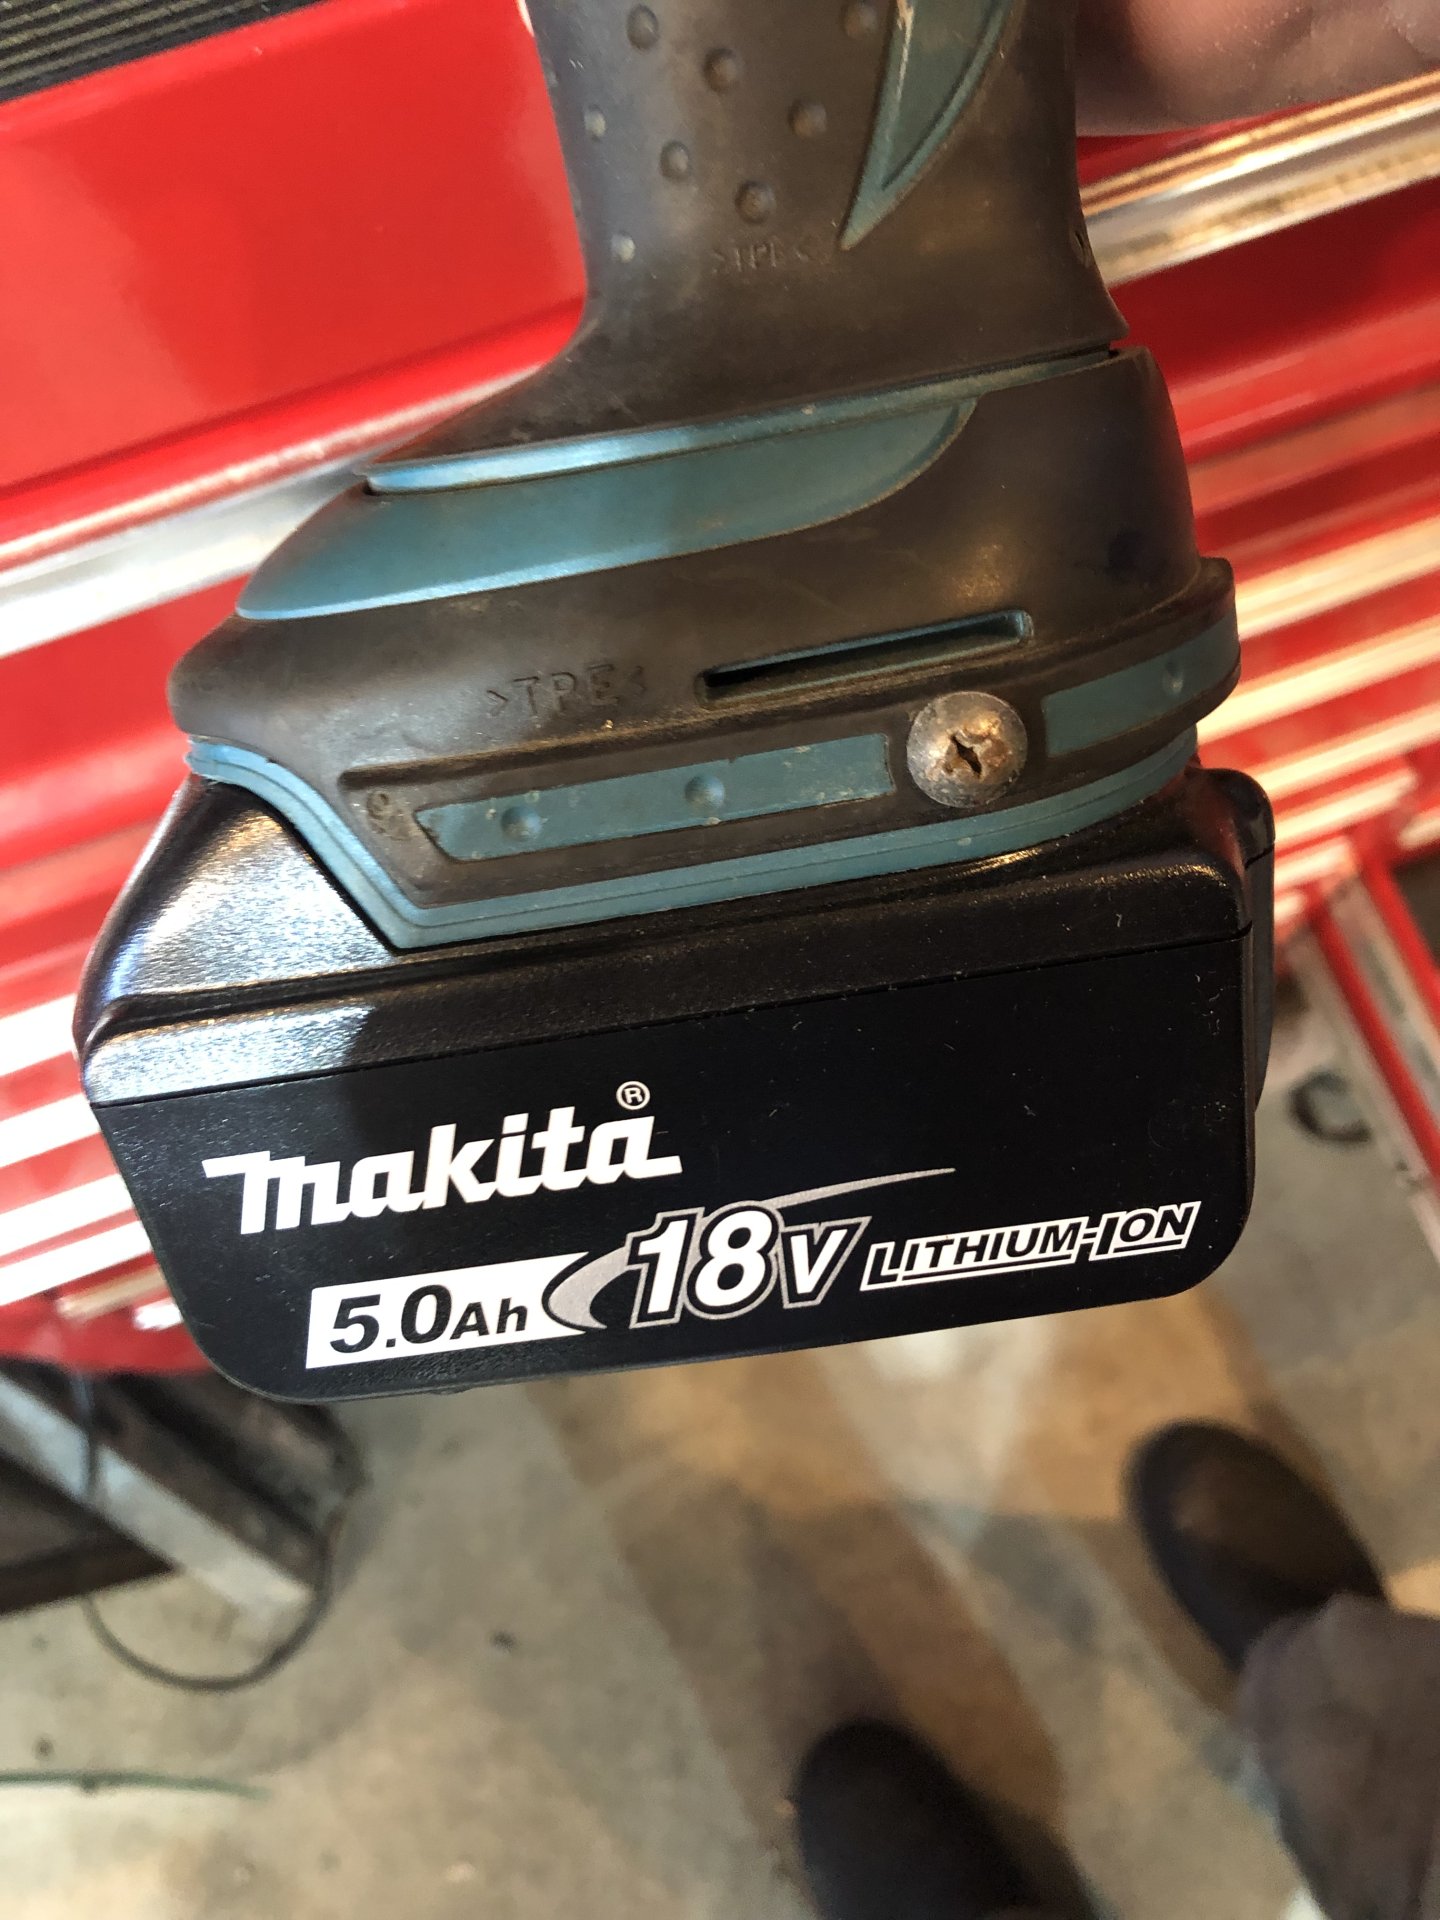 >TPE<
>TPE<
makita®
5.0Ah 18V LITHIUM-ION